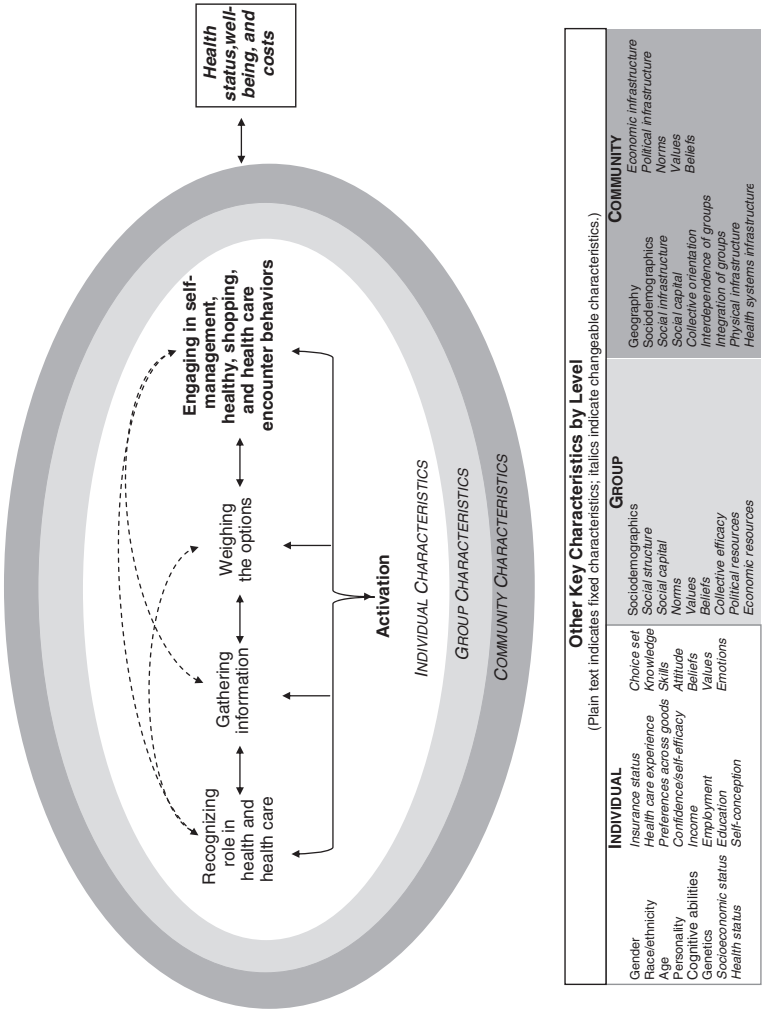 Health
status,well-
being, and
costs
Recognizing
role in
health and
health care
Gathering
information
Weighing
the options
Engaging in self-
management,
healthy, shopping,
and health care
encounter behaviors
Activation
INDIVIDUAL CHARACTERISTICS
GROUP CHARACTERISTICS
COMMUNITY CHARACTERISTICS
Other Key Characteristics by Level
(Plain text indicates fixed characteristics; italics indicate changeable characteristics.)
INDIVIDUAL
Gender
Race/ethnicity
Age
Personality
Cognitive abilities
Genetics
Socioeconomic status
Health status
Insurance status
Health care experience
Preferences across goods
Confidence/self-efficacy
Income
Employment
Education
Self-conception
Choice set
Knowledge
Skills
Attitude
Beliefs
Values
Emotions
GROUP
Sociodemographics
Social structure
Social capital
Norms
Values
Beliefs
Collective efficacy
Political resources
Economic resources
COMMUNITY
Geography
Sociodemographics
Social infrastructure
Social capital
Collective orientation
Interdependence of groups
Integration of groups
Physical infrastructure
Health systems infrastructure
Economic infrastructure
Political infrastructure
Norms
Values
Beliefs